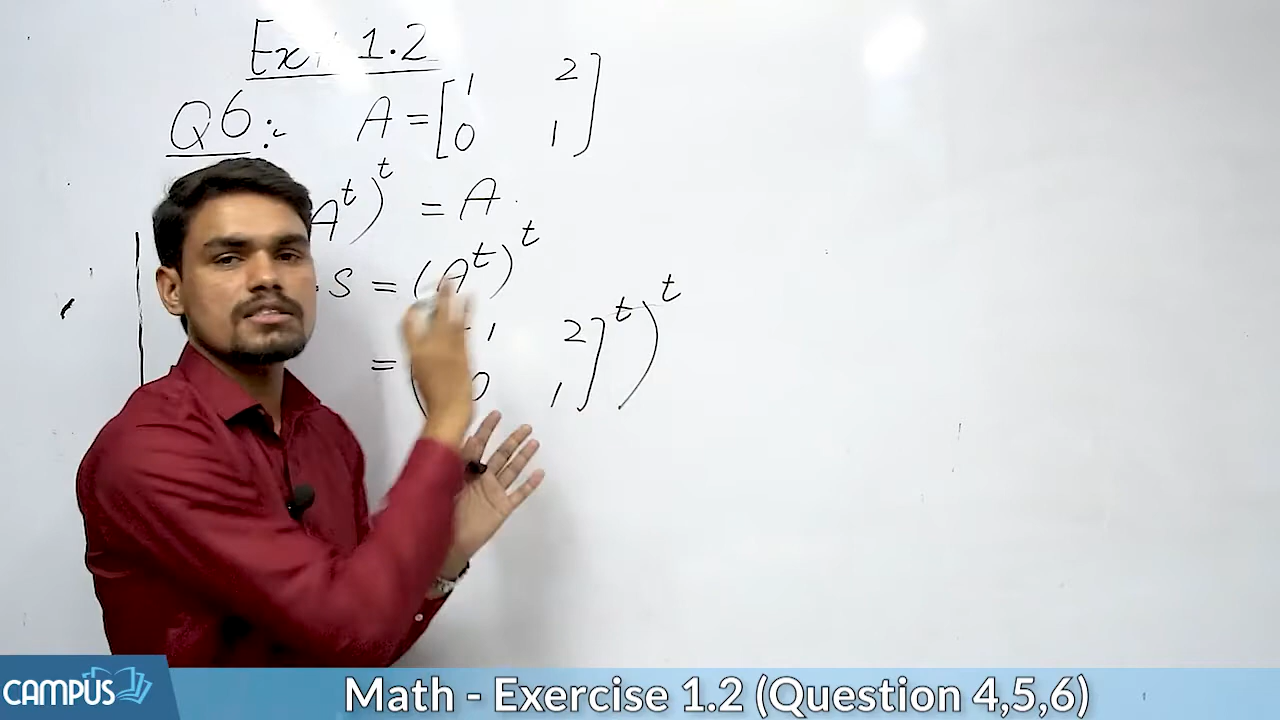 Ex: 1.2
Q6: A = [1 2
0 1]
A^t)^t = A.
.S = (A^t)^t
= 1 2]^t)^t
0 1
CAMPUS
Math - Exercise 1.2 (Question 4,5,6)